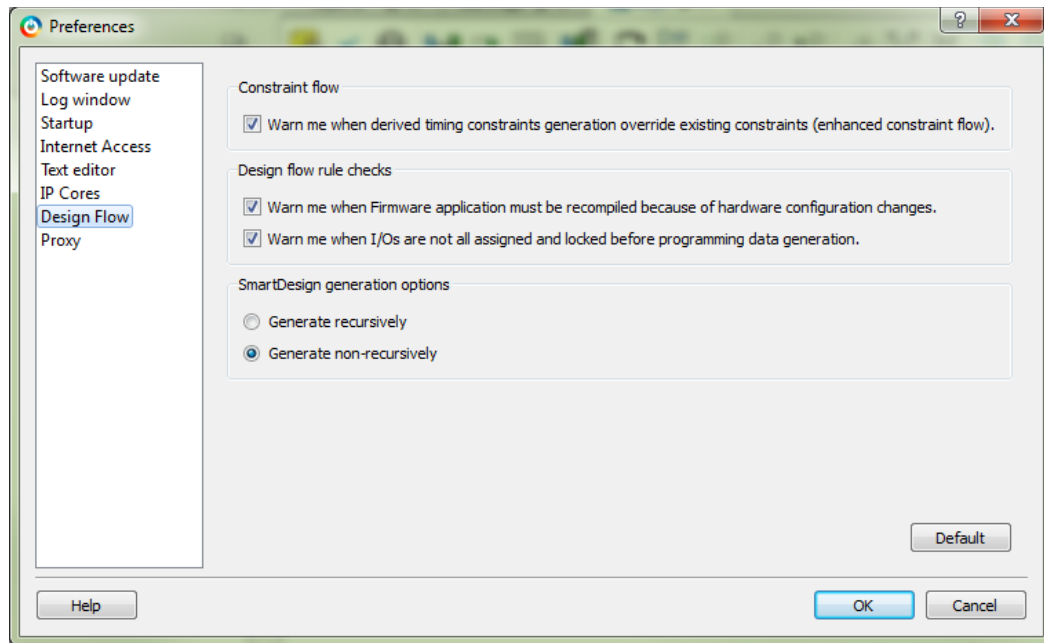 Preferences
?
X
Software update
Log window
Startup
Internet Access
Text editor
IP Cores
Design Flow
Proxy
Constraint flow
Warn me when derived timing constraints generation override existing constraints (enhanced constraint flow).
Design flow rule checks
Warn me when Firmware application must be recompiled because of hardware configuration changes.
Warn me when I/Os are not all assigned and locked before programming data generation.
SmartDesign generation options
Generate recursively
Generate non-recursively
Default
Help
OK
Cancel